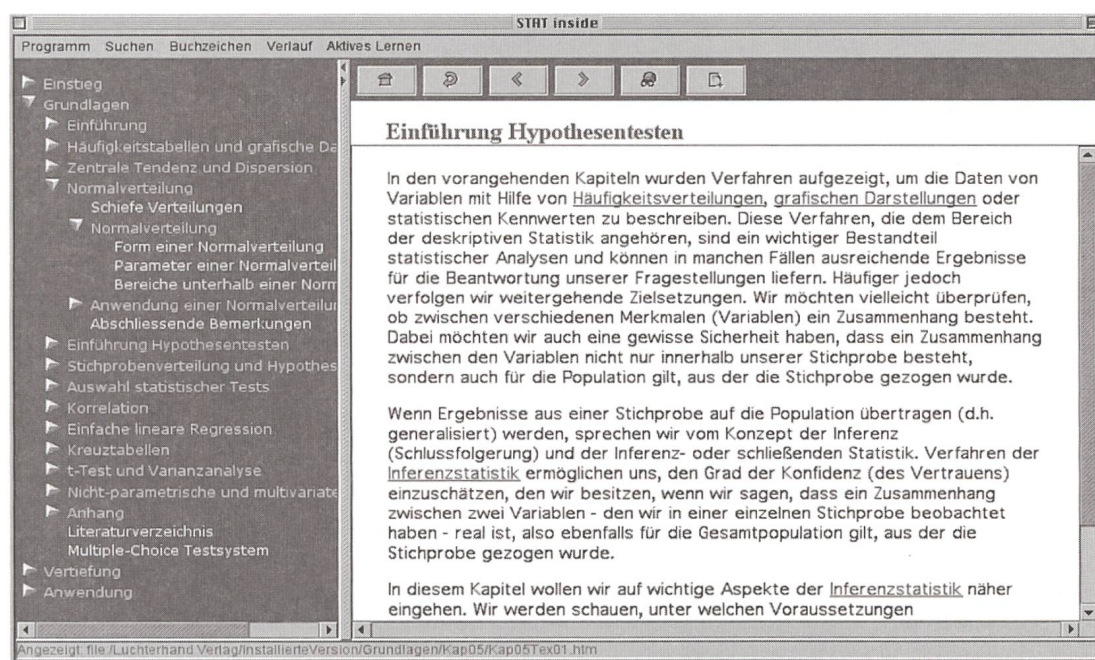 STAT inside
Programm Suchen Buchzeichen Verlauf Aktives Lernen
Einstieg
Grundlagen
Einführung
Häufigkeitstabellen und grafische Da
Zentrale Tendenz und Dispersion
Normalverteilung
Schiefe Verteilungen
Normalverteilung
Form einer Normalverteilung
Parameter einer Normalverteil
Bereiche unterhalb einer Norm
Anwendung einer Normalverteilur
Abschliessende Bemerkungen
Einführung Hypothesentesten
Stichprobenverteilung und Hypothes
Auswahl statistischer Tests
Korrelation
Einfache lineare Regression
Kreuztabellen
t-Test und Varianzanalyse
Nicht-parametrische und multivariate
Anhang
Literaturverzeichnis
Multiple-Choice Testsystem
Vertiefung
Anwendung
Einführung Hypothesentesten
In den vorangehenden Kapiteln wurden Verfahren aufgezeigt, um die Daten von
Variablen mit Hilfe von Häufigkeitsverteilungen, grafischen Darstellungen oder
statistischen Kennwerten zu beschreiben. Diese Verfahren, die dem Bereich
der deskriptiven Statistik angehören, sind ein wichtiger Bestandteil
statistischer Analysen und können in manchen Fällen ausreichende Ergebnisse
für die Beantwortung unserer Fragestellungen liefern. Häufiger jedoch
verfolgen wir weitergehende Zielsetzungen. Wir möchten vielleicht überprüfen,
ob zwischen verschiedenen Merkmalen (Variablen) ein Zusammenhang besteht.
Dabei möchten wir auch eine gewisse Sicherheit haben, dass ein Zusammenhang
zwischen den Variablen nicht nur innerhalb unserer Stichprobe besteht,
sondern auch für die Population gilt, aus der die Stichprobe gezogen wurde.
Wenn Ergebnisse aus einer Stichprobe auf die Population übertragen (d.h.
generalisiert) werden, sprechen wir vom Konzept der Inferenz
(Schlussfolgerung) und der Inferenz- oder schließenden Statistik. Verfahren der
Inferenzstatistik ermöglichen uns, den Grad der Konfidenz (des Vertrauens)
einzuschätzen, den wir besitzen, wenn wir sagen, dass ein Zusammenhang
zwischen zwei Variablen - den wir in einer einzelnen Stichprobe beobachtet
haben - real ist, also ebenfalls für die Gesamtpopulation gilt, aus der die
Stichprobe gezogen wurde.
In diesem Kapitel wollen wir auf wichtige Aspekte der Inferenzstatistik näher
eingehen. Wir werden schauen, unter welchen Voraussetzungen
Angezeigt: file:/Luchterhand Verlag/InstallierteVersion/Grundlagen/Kap05/Kap05Tex01.htm